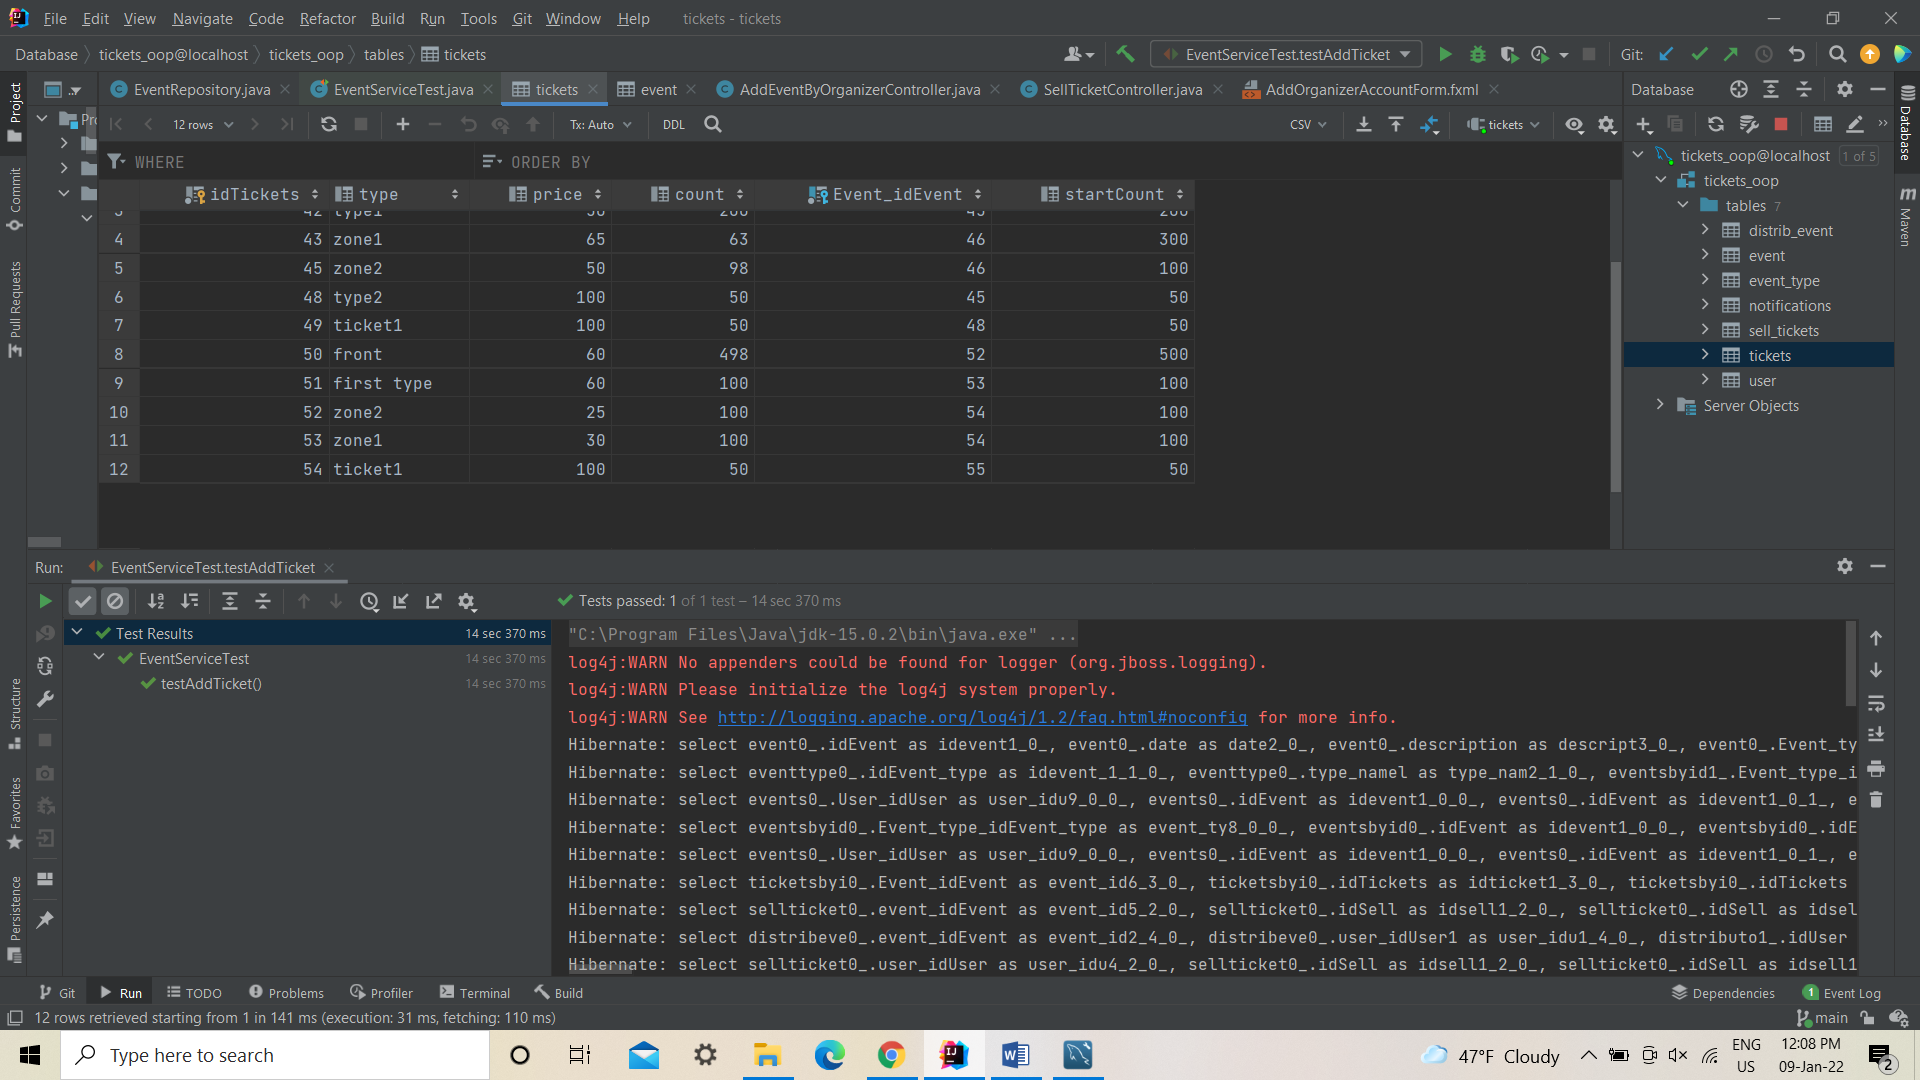 File Edit View Navigate Code Refactor Build Run Tools Git Window Help tickets - tickets
Database tickets_oop@localhost tickets_oop tables tickets EventServiceTest.testAddTicket Git:
EventRepository.java EventServiceTest.java tickets event AddEventByOrganizerController.java SellTicketController.java AddOrganizerAccountForm.fxml Database
12 rows Tx: Auto DDL CSV tickets
WHERE ORDER BY
idTickets type price count Event_idEvent startCount
4 43 zone1 65 63 46 300
5 45 zone2 50 98 46 100
6 48 type2 100 50 45 50
7 49 ticket1 100 50 48 50
8 50 front 60 498 52 500
9 51 first type 60 100 53 100
10 52 zone2 25 100 54 100
11 53 zone1 30 100 54 100
12 54 ticket1 100 50 55 50
tickets_oop@localhost 1 of 5
tickets_oop
tables 7
distrib_event
event
event_type
notifications
sell_tickets
tickets
user
Server Objects
Project
Commit
Pull Requests
Structure
Favorites
Persistence
Database
Maven
Run: EventServiceTest.testAddTicket
Tests passed: 1 of 1 test – 14 sec 370 ms
Test Results 14 sec 370 ms
EventServiceTest 14 sec 370 ms
testAddTicket() 14 sec 370 ms
"C:\Program Files\Java\jdk-15.0.2\bin\java.exe" ...
log4j:WARN No appenders could be found for logger (org.jboss.logging).
log4j:WARN Please initialize the log4j system properly.
log4j:WARN See http://logging.apache.org/log4j/1.2/faq.html#noconfig for more info.
Hibernate: select event0_.idEvent as idevent1_0_, event0_.date as date2_0_, event0_.description as descript3_0_, event0_.Event_ty
Hibernate: select eventtype0_.idEvent_type as idevent_1_1_0_, eventtype0_.type_namel as type_nam2_1_0_, eventsbyid1_.Event_type_i
Hibernate: select events0_.User_idUser as user_idu9_0_0_, events0_.idEvent as idevent1_0_0_, events0_.idEvent as idevent1_0_1_, e
Hibernate: select eventsbyid0_.Event_type_idEvent_type as event_ty8_0_0_, eventsbyid0_.idEvent as idevent1_0_0_, eventsbyid0_.idE
Hibernate: select events0_.User_idUser as user_idu9_0_0_, events0_.idEvent as idevent1_0_0_, events0_.idEvent as idevent1_0_1_, e
Hibernate: select ticketsbyi0_.Event_idEvent as event_id6_3_0_, ticketsbyi0_.idTickets as idticket1_3_0_, ticketsbyi0_.idTickets
Hibernate: select sellticket0_.event_idEvent as event_id5_2_0_, sellticket0_.idSell as idsell1_2_0_, sellticket0_.idSell as idsel
Hibernate: select distribeve0_.event_idEvent as event_id2_4_0_, distribeve0_.user_idUser1 as user_idu1_4_0_, distributo1_.idUser
Hibernate: select sellticket0_.user_idUser as user_idu4_2_0_, sellticket0_.idSell as idsell1_2_0_, sellticket0_.idSell as idsell1
Git Run TODO Problems Profiler Terminal Build Dependencies 1 Event Log
12 rows retrieved starting from 1 in 141 ms (execution: 31 ms, fetching: 110 ms) main
Type here to search 47°F Cloudy ENG US 12:08 PM 09-Jan-22 2